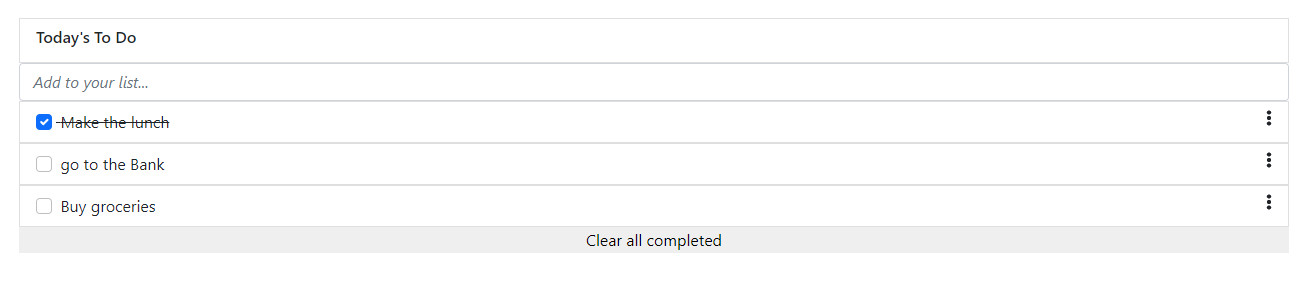 Today's To Do
Add to your list...
Make the lunch
go to the Bank
Buy groceries
Clear all completed